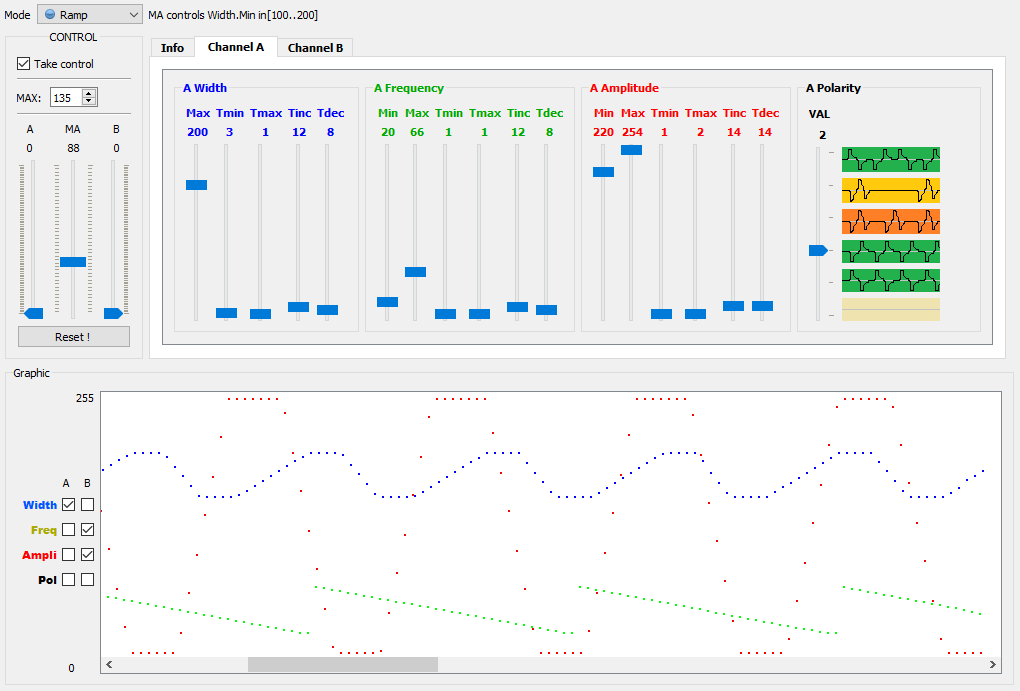 Mode Ramp MA controls Width.Min in[100..200]
CONTROL
Take control
MAX: 135
A MA B
0 88 0
Reset !
Info Channel A Channel B
A Width
Max Tmin Tmax Tinc Tdec
200 3 1 12 8
A Frequency
Min Max Tmin Tmax Tinc Tdec
20 66 1 1 12 8
A Amplitude
Min Max Tmin Tmax Tinc Tdec
220 254 1 2 14 14
A Polarity
VAL
2
Graphic
255
A B
Width
Freq
Ampli
Pol
0